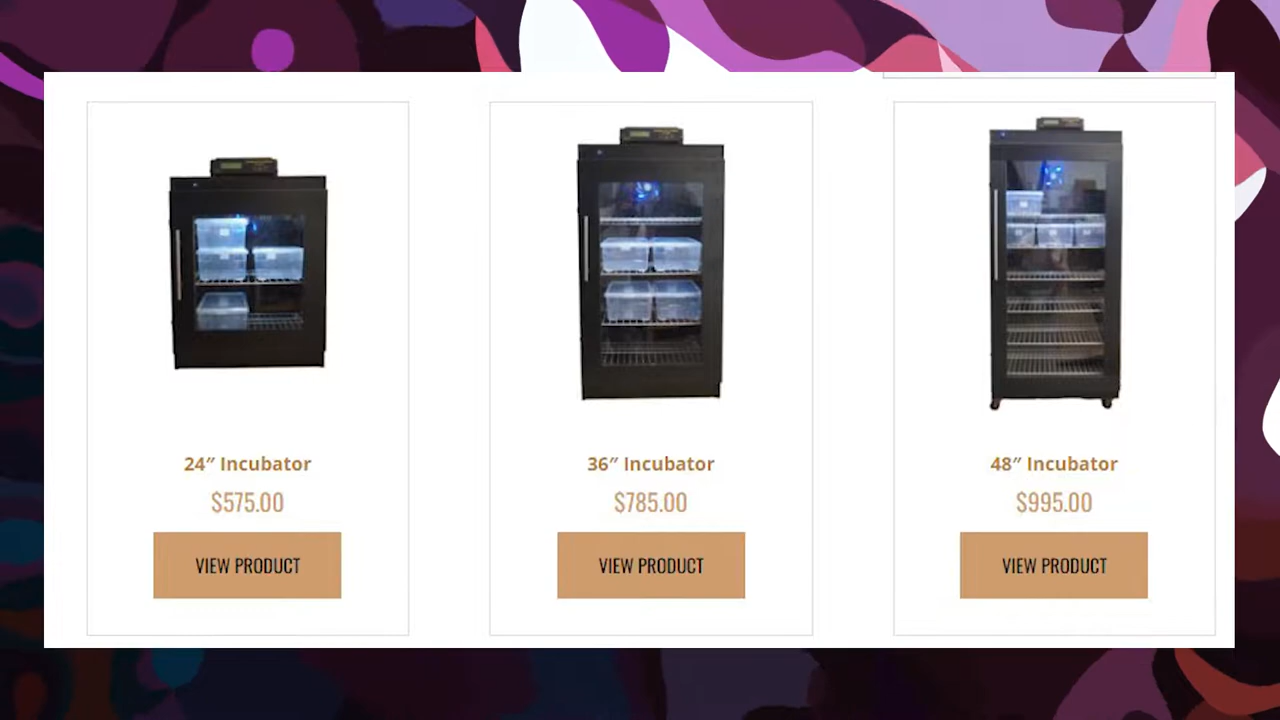 24″ Incubator
$575.00
VIEW PRODUCT
36″ Incubator
$785.00
VIEW PRODUCT
48″ Incubator
$995.00
VIEW PRODUCT